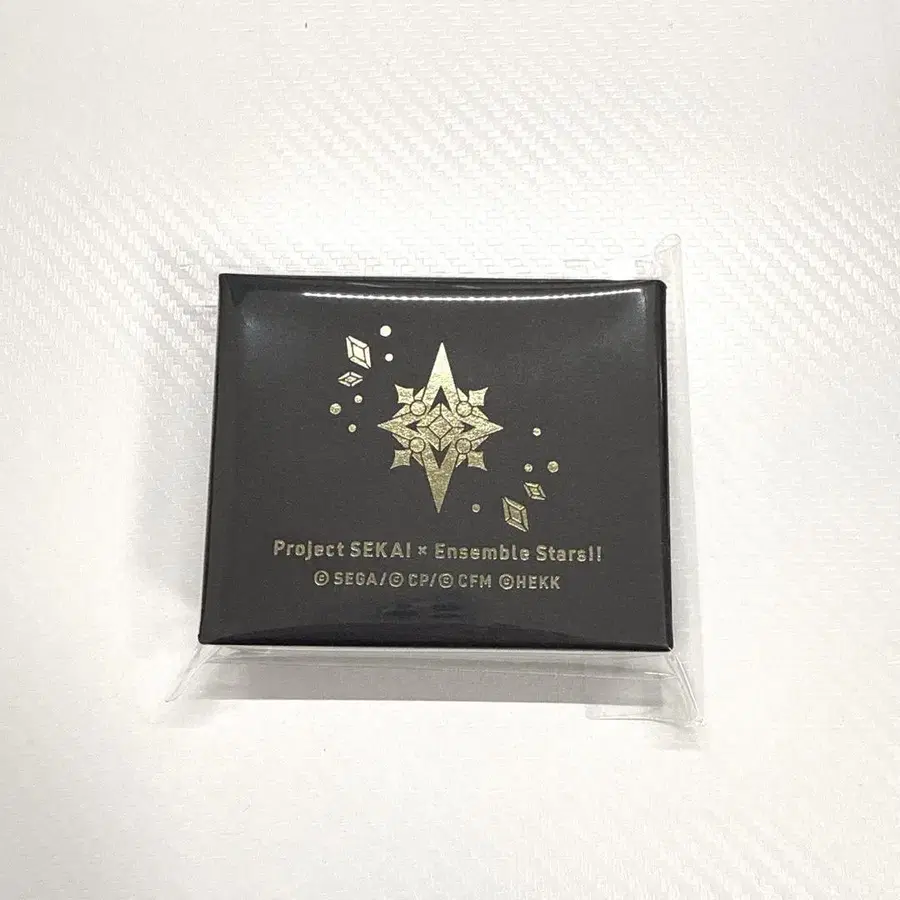 Project SEKAI × Ensemble Stars!!
© SEGA/© CP/© CFM ©HEKK